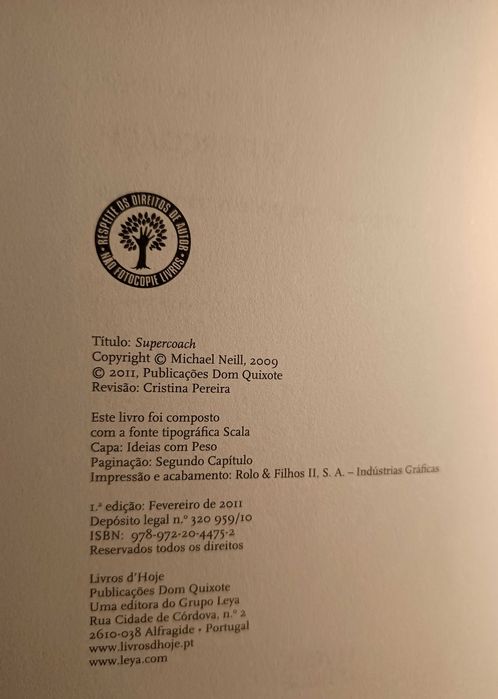 RESPEITE OS DIREITOS DE AUTOR
NÃO FOTOCOPIE LIVROS
Título: Supercoach
Copyright © Michael Neill, 2009
© 2011, Publicações Dom Quixote
Revisão: Cristina Pereira
Este livro foi composto
com a fonte tipográfica Scala
Capa: Ideias com Peso
Paginação: Segundo Capítulo
Impressão e acabamento: Rolo & Filhos II, S. A. – Indústrias Gráficas
1.ª edição: Fevereiro de 2011
Depósito legal n.º 320 959/10
ISBN: 978-972-20-4475-2
Reservados todos os direitos
Livros d'Hoje
Publicações Dom Quixote
Uma editora do Grupo Leya
Rua Cidade de Córdova, n.º 2
2610-038 Alfragide • Portugal
www.livrosdhoje.pt
www.leya.com